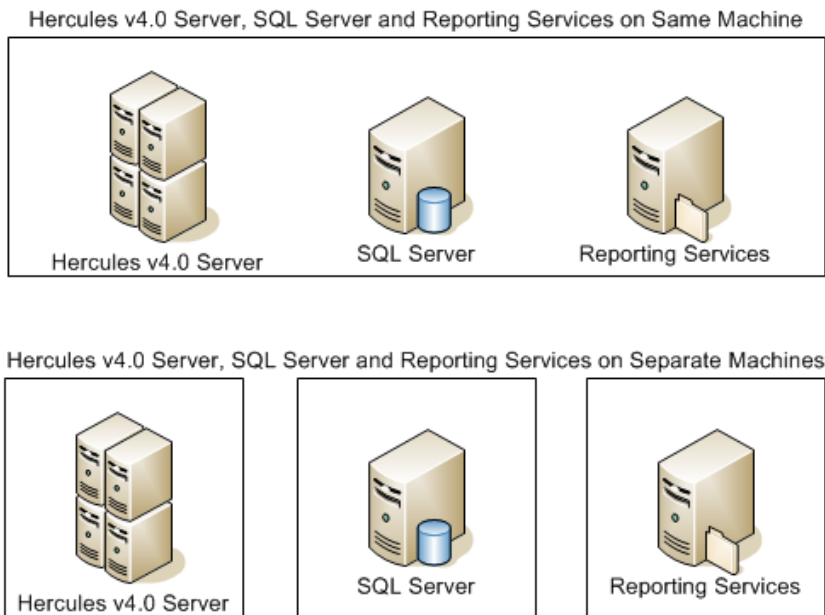 Hercules v4.0 Server, SQL Server and Reporting Services on Same Machine
Hercules v4.0 Server
SQL Server
Reporting Services
Hercules v4.0 Server, SQL Server and Reporting Services on Separate Machines
Hercules v4.0 Server
SQL Server
Reporting Services